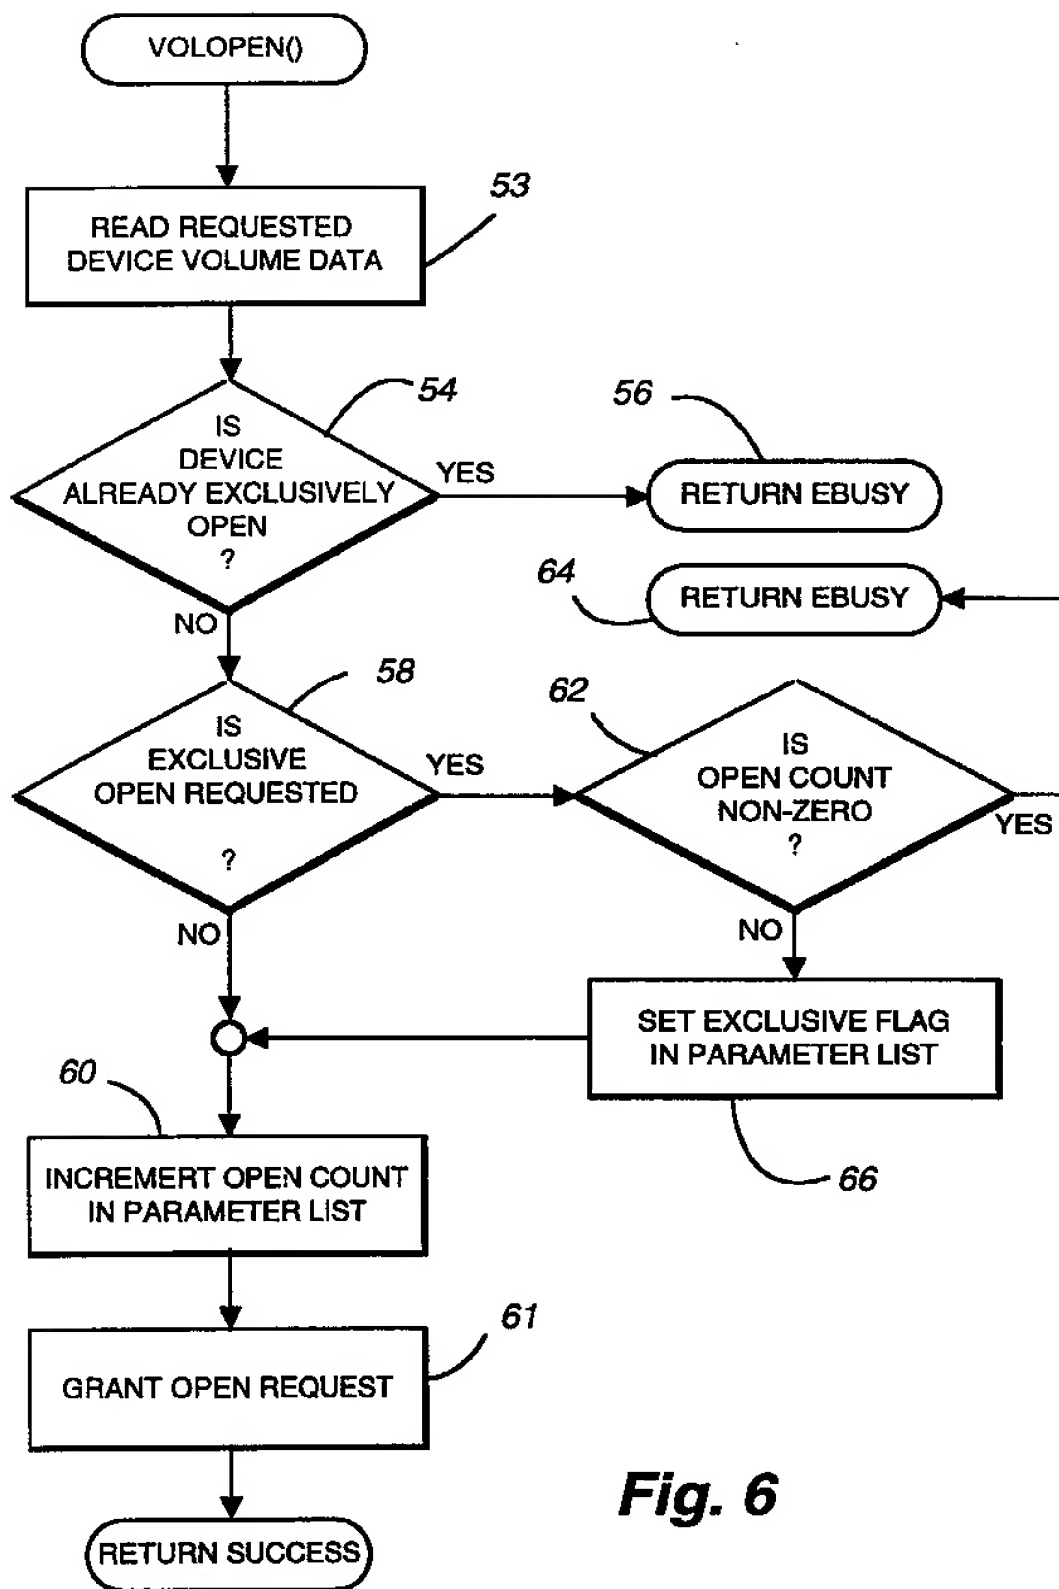 VOLOPEN()
53
READ REQUESTED
DEVICE VOLUME DATA
54
IS
DEVICE
ALREADY EXCLUSIVELY
OPEN
?
YES
56
RETURN EBUSY
64
RETURN EBUSY
NO
58
IS
EXCLUSIVE
OPEN REQUESTED
?
YES
62
IS
OPEN COUNT
NON-ZERO
?
YES
NO
NO
SET EXCLUSIVE FLAG
IN PARAMETER LIST
66
60
INCREMERT OPEN COUNT
IN PARAMETER LIST
61
GRANT OPEN REQUEST
RETURN SUCCESS
Fig. 6